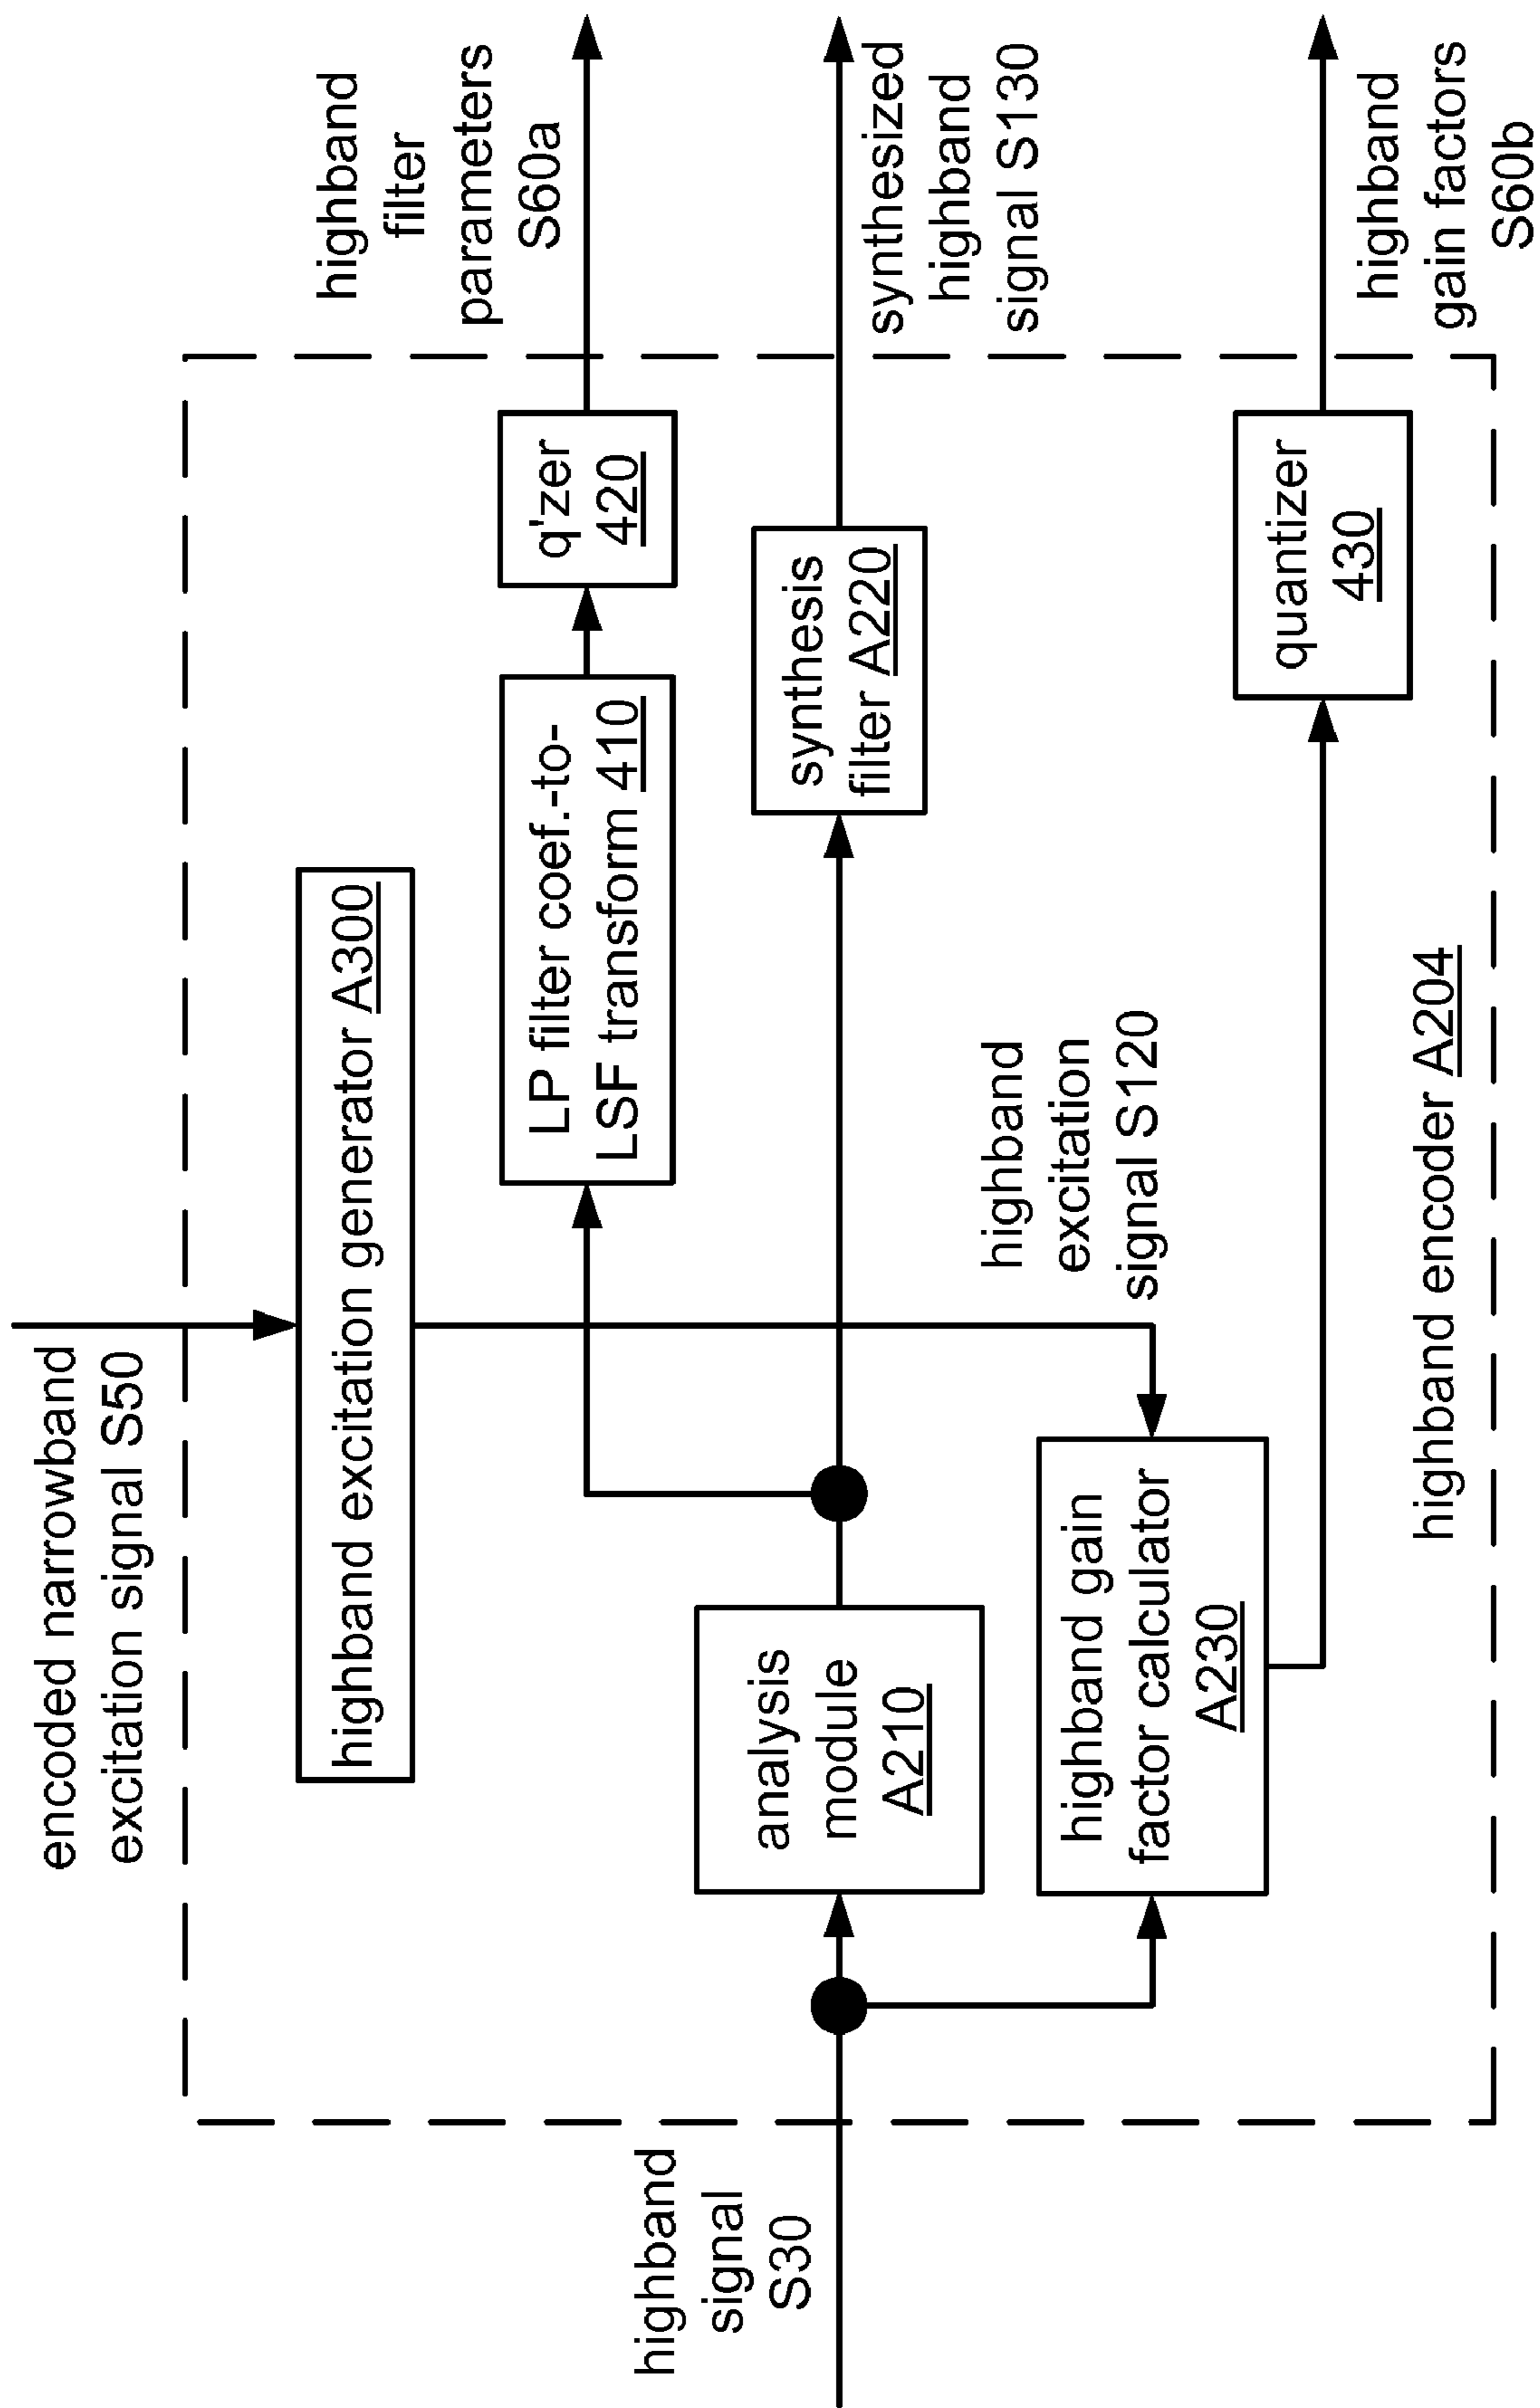 encoded narrowband
excitation signal S50
highband excitation generator A300
highband
filter
parameters
S60a
LP filter coef.-to-
LSF transform 410
q'zer
420
highband
signal
S30
analysis
module
A210
synthesis
filter A220
synthesized
highband
signal S130
highband
excitation
signal S120
highband gain
factor calculator
A230
quantizer
430
highband
gain factors
S60b
highband encoder A204